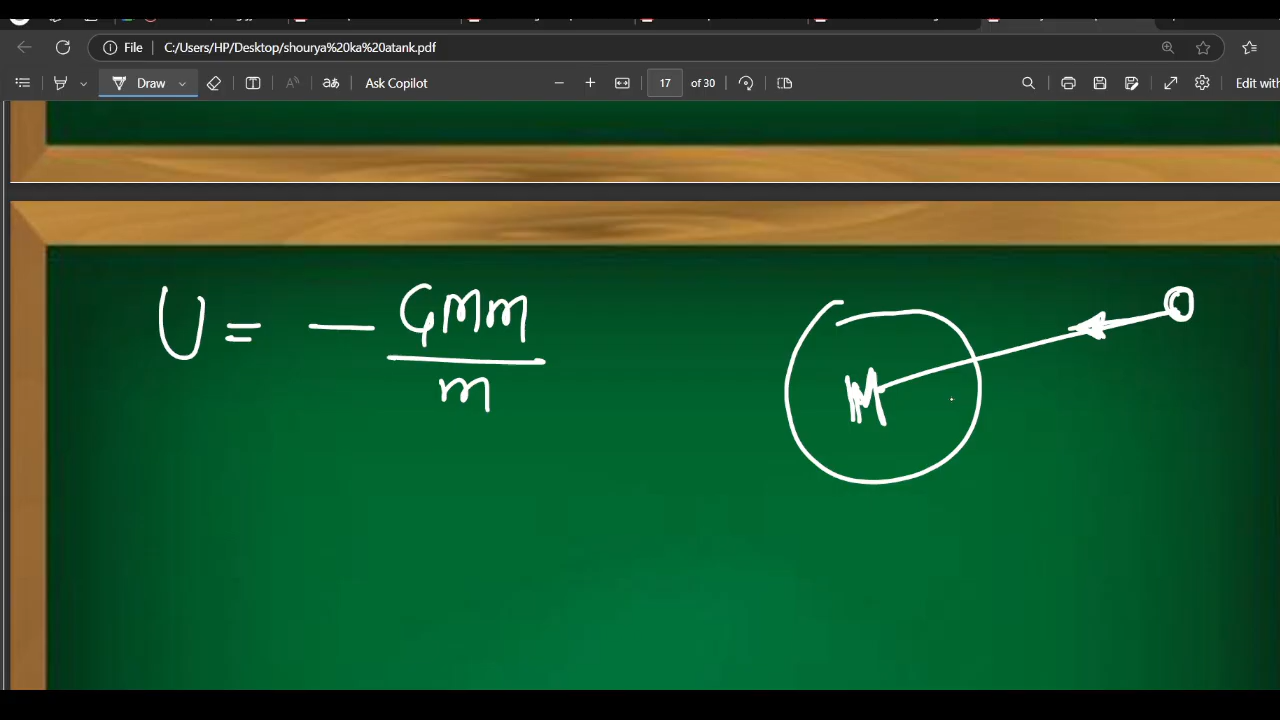 File C:/Users/HP/Desktop/shourya%20ka%20atank.pdf
Draw Ask Copilot 17 of 30 Edit with
U = - GMm
m
M